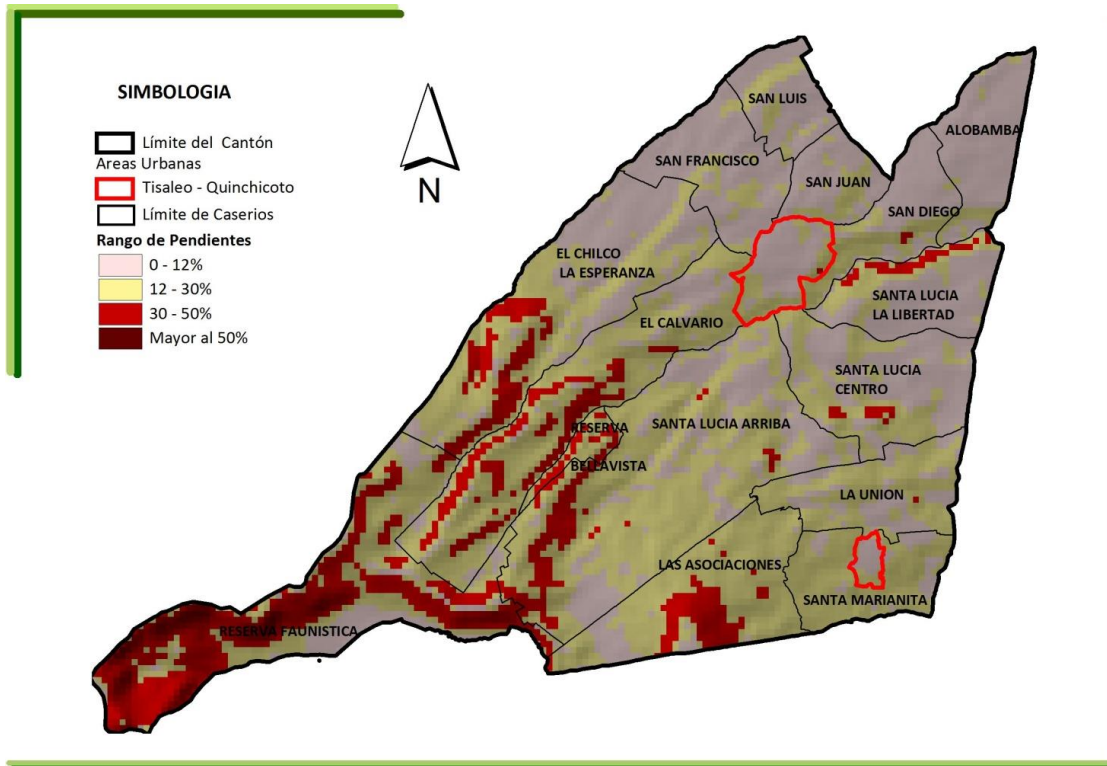 SIMBOLOGIA
Límite del Cantón
Areas Urbanas
Tisaleo - Quinchicoto
Límite de Caserios
Rango de Pendientes
0 - 12%
12 - 30%
30 - 50%
Mayor al 50%
N
SAN LUIS
ALOBAMBA
SAN FRANCISCO
SAN JUAN
SAN DIEGO
EL CHILCO
LA ESPERANZA
SANTA LUCIA
LA LIBERTAD
EL CALVARIO
SANTA LUCIA
CENTRO
RESERVA
BELLAVISTA
SANTA LUCIA ARRIBA
LA UNION
LAS ASOCIACIONES
SANTA MARIANITA
RESERVA FAUNISTICA